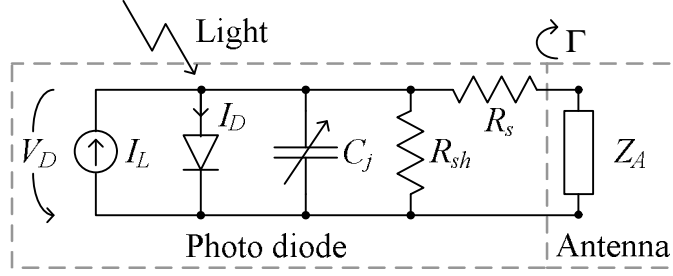 Light
Γ
V_D
I_L
I_D
C_j
R_sh
R_s
Z_A
Photo diode
Antenna